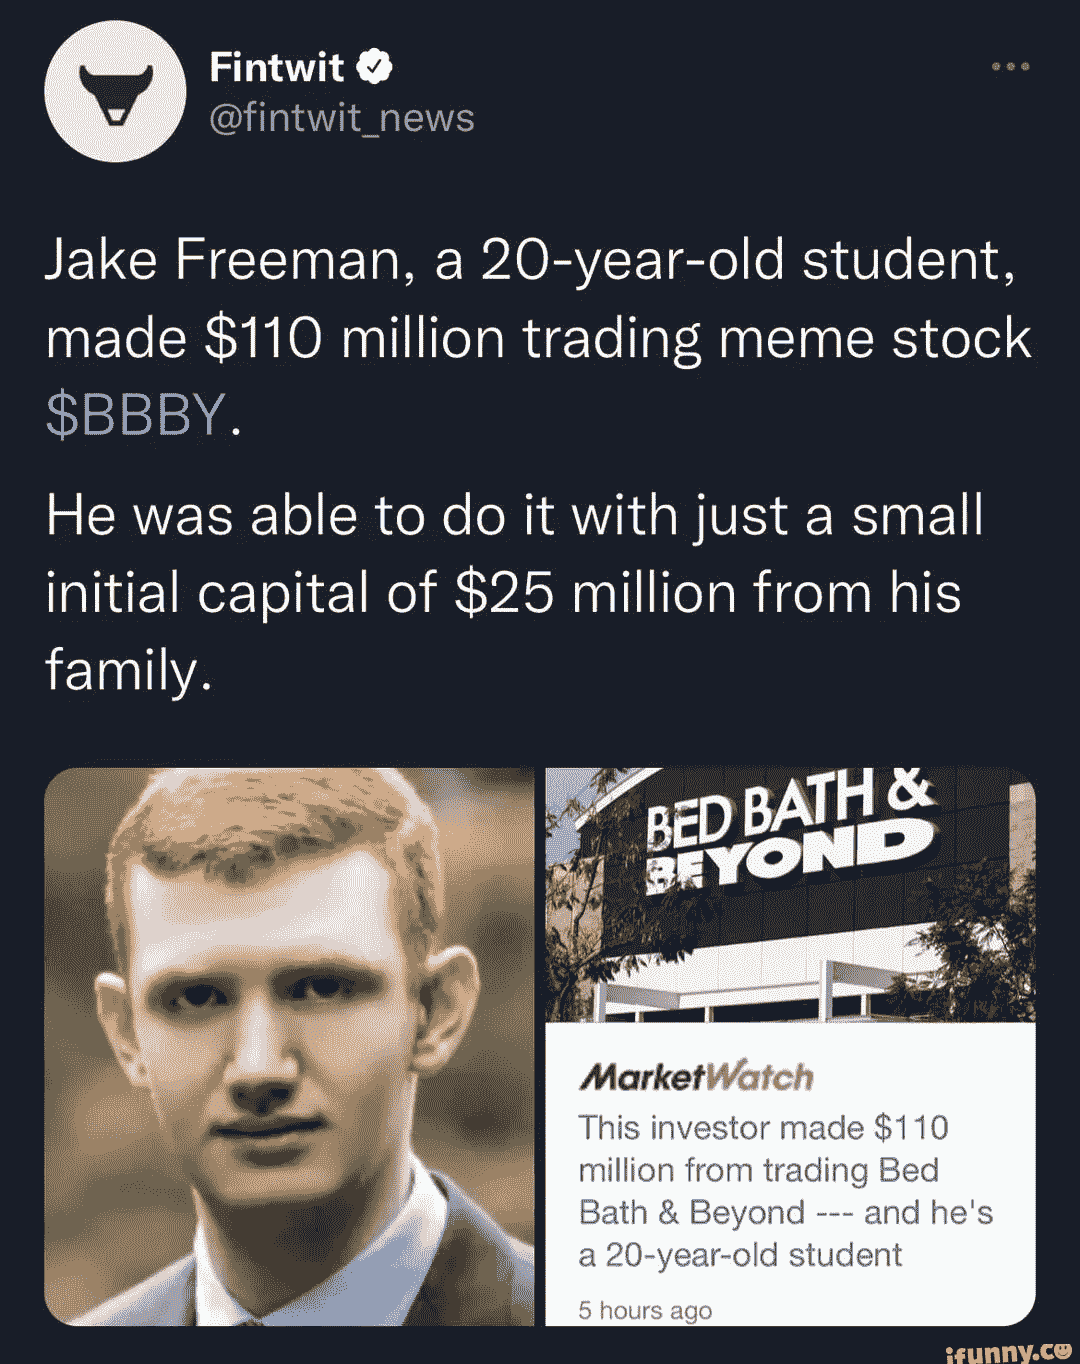 Fintwit
@fintwit_news
Jake Freeman, a 20-year-old student,
made $110 million trading meme stock
$BBBY.
He was able to do it with just a small
initial capital of $25 million from his
family.
BED BATH &
BEYOND
MarketWatch
This investor made $110
million from trading Bed
Bath & Beyond --- and he's
a 20-year-old student
5 hours ago
ifunny.co